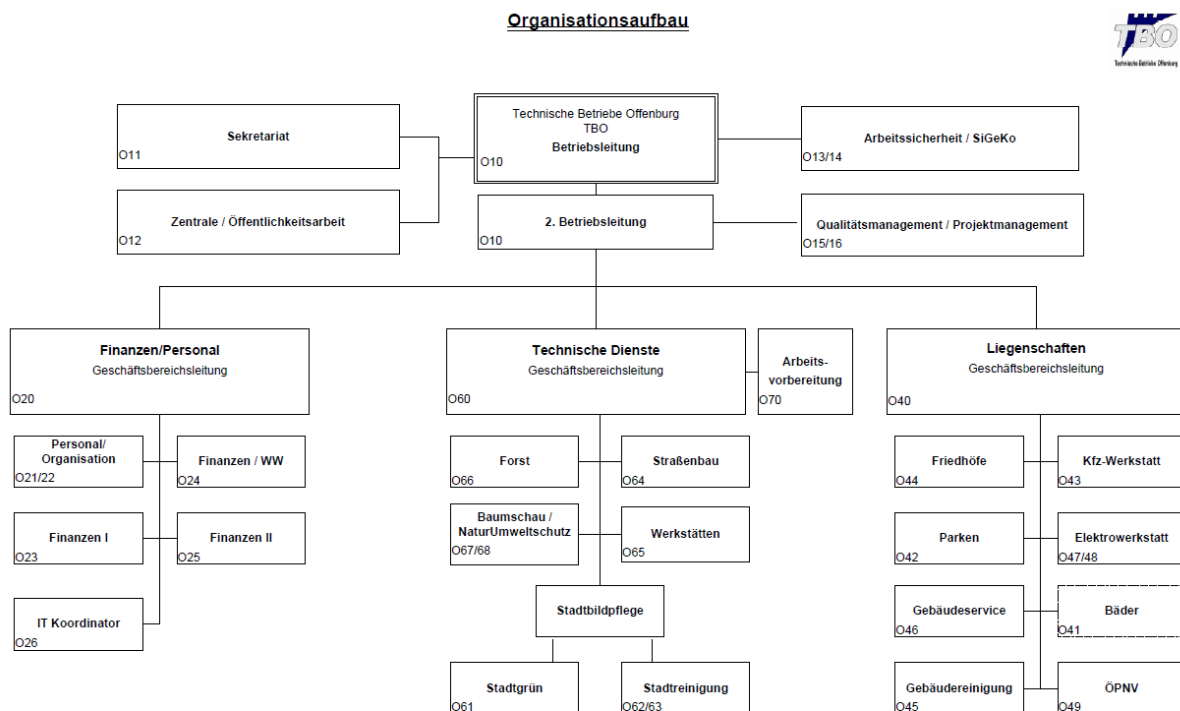 Organisationsaufbau
TBO
Technische Betriebe Offenburg
Technische Betriebe Offenburg
TBO
Betriebsleitung
O10
Sekretariat
O11
Arbeitssicherheit / SiGeKo
O13/14
Zentrale / Öffentlichkeitsarbeit
O12
2. Betriebsleitung
O10
Qualitätsmanagement / Projektmanagement
O15/16
Finanzen/Personal
Geschäftsbereichsleitung
O20
Technische Dienste
Geschäftsbereichsleitung
O60
Arbeits-
vorbereitung
O70
Liegenschaften
Geschäftsbereichsleitung
O40
Personal/
Organisation
O21/22
Finanzen / WW
O24
Forst
O66
Straßenbau
O64
Friedhöfe
O44
Kfz-Werkstatt
O43
Finanzen I
O23
Finanzen II
O25
Baumschau /
NaturUmweltschutz
O67/68
Werkstätten
O65
Parken
O42
Elektrowerkstatt
O47/48
IT Koordinator
O26
Stadtbildpflege
Gebäudeservice
O46
Bäder
O41
Stadtgrün
O61
Stadtreinigung
O62/63
Gebäudereinigung
O45
ÖPNV
O49